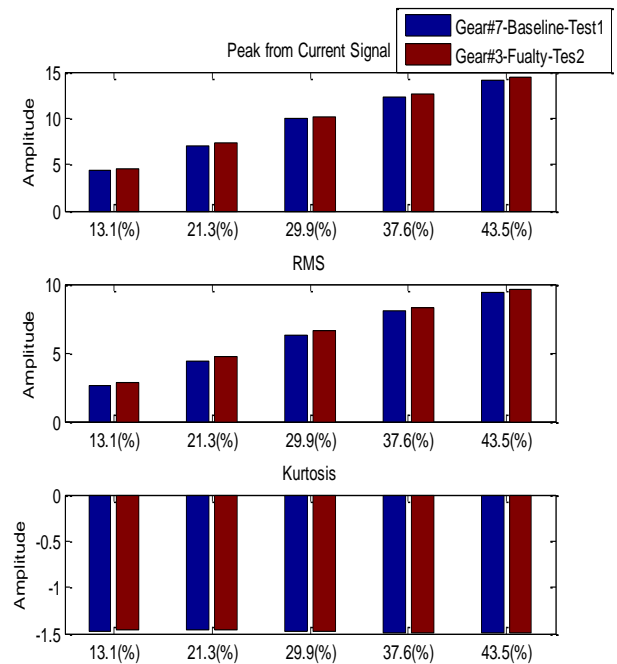 Gear#7-Baseline-Test1
Gear#3-Fualty-Tes2
Peak from Current Signal
Amplitude
15
10
5
0
13.1(%) 21.3(%) 29.9(%) 37.6(%) 43.5(%)
RMS
Amplitude
10
5
0
13.1(%) 21.3(%) 29.9(%) 37.6(%) 43.5(%)
Kurtosis
Amplitude
0
-0.5
-1
-1.5
13.1(%) 21.3(%) 29.9(%) 37.6(%) 43.5(%)